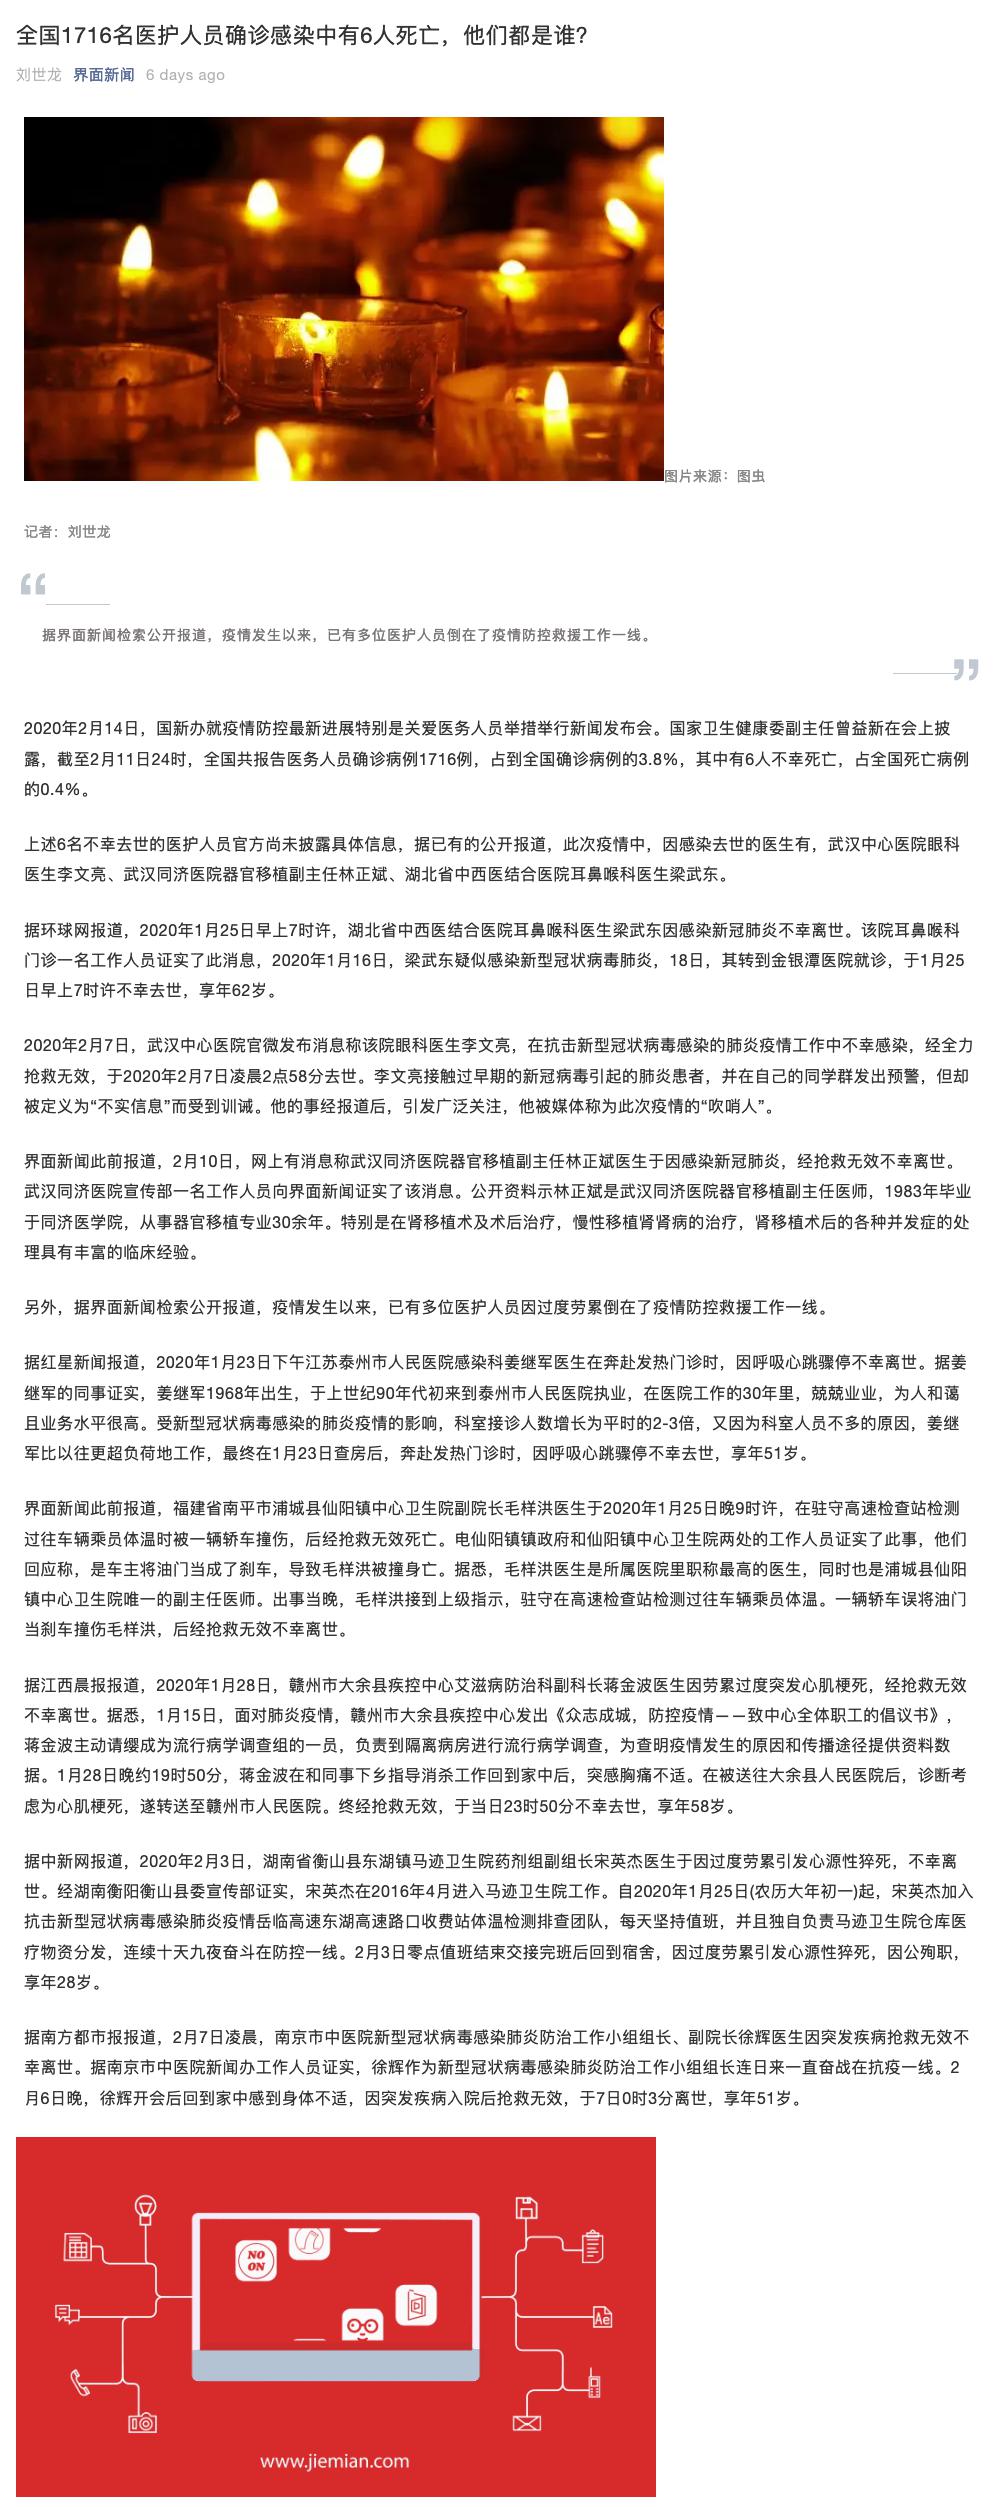 全国1716名医护人员确诊感染中有6人死亡，他们都是谁？
刘世龙 界面新闻 6 days ago
图片来源：图虫
记者：刘世龙
据界面新闻检索公开报道，疫情发生以来，已有多位医护人员倒在了疫情防控救援工作一线。
2020年2月14日，国新办就疫情防控最新进展特别是关爱医务人员举措举行新闻发布会。国家卫生健康委副主任曾益新在会上披
露，截至2月11日24时，全国共报告医务人员确诊病例1716例，占到全国确诊病例的3.8%，其中有6人不幸死亡，占全国死亡病例
的0.4%。
上述6名不幸去世的医护人员官方尚未披露具体信息，据已有的公开报道，此次疫情中，因感染去世的医生有，武汉中心医院眼科
医生李文亮、武汉同济医院器官移植副主任林正斌、湖北省中西医结合医院耳鼻喉科医生梁武东。
据环球网报道，2020年1月25日早上7时许，湖北省中西医结合医院耳鼻喉科医生梁武东因感染新冠肺炎不幸离世。该院耳鼻喉科
门诊一名工作人员证实了此消息，2020年1月16日，梁武东疑似感染新型冠状病毒肺炎，18日，其转到金银潭医院就诊，于1月25
日早上7时许不幸去世，享年62岁。
2020年2月7日，武汉中心医院官微发布消息称该院眼科医生李文亮，在抗击新型冠状病毒感染的肺炎疫情工作中不幸感染，经全力
抢救无效，于2020年2月7日凌晨2点58分去世。李文亮接触过早期的新冠病毒引起的肺炎患者，并在自己的同学群发出预警，但却
被定义为“不实信息”而受到训诫。他的事经报道后，引发广泛关注，他被媒体称为此次疫情的“吹哨人”。
界面新闻此前报道，2月10日，网上有消息称武汉同济医院器官移植副主任林正斌医生于因感染新冠肺炎，经抢救无效不幸离世。
武汉同济医院宣传部一名工作人员向界面新闻证实了该消息。公开资料示林正斌是武汉同济医院器官移植副主任医师，1983年毕业
于同济医学院，从事器官移植专业30余年。特别是在肾移植术及术后治疗，慢性移植肾肾病的治疗，肾移植术后的各种并发症的处
理具有丰富的临床经验。
另外，据界面新闻检索公开报道，疫情发生以来，已有多位医护人员因过度劳累倒在了疫情防控救援工作一线。
据红星新闻报道，2020年1月23日下午江苏泰州市人民医院感染科姜继军医生在奔赴发热门诊时，因呼吸心跳骤停不幸离世。据姜
继军的同事证实，姜继军1968年出生，于上世纪90年代初来到泰州市人民医院执业，在医院工作的30年里，兢兢业业，为人和蔼
且业务水平很高。受新型冠状病毒感染的肺炎疫情的影响，科室接诊人数增长为平时的2-3倍，又因为科室人员不多的原因，姜继
军比以往更超负荷地工作，最终在1月23日查房后，奔赴发热门诊时，因呼吸心跳骤停不幸去世，享年51岁。
界面新闻此前报道，福建省南平市浦城县仙阳镇中心卫生院副院长毛样洪医生于2020年1月25日晚9时许，在驻守高速检查站检测
过往车辆乘员体温时被一辆轿车撞伤，后经抢救无效死亡。电仙阳镇镇政府和仙阳镇中心卫生院两处的工作人员证实了此事，他们
回应称，是车主将油门当成了刹车，导致毛样洪被撞身亡。据悉，毛样洪医生是所属医院里职称最高的医生，同时也是浦城县仙阳
镇中心卫生院唯一的副主任医师。出事当晚，毛样洪接到上级指示，驻守在高速检查站检测过往车辆乘员体温。一辆轿车误将油门
当刹车撞伤毛样洪，后经抢救无效不幸离世。
据江西晨报报道，2020年1月28日，赣州市大余县疾控中心艾滋病防治科副科长蒋金波医生因劳累过度突发心肌梗死，经抢救无效
不幸离世。据悉，1月15日，面对肺炎疫情，赣州市大余县疾控中心发出《众志成城，防控疫情——致中心全体职工的倡议书》，
蒋金波主动请缨成为流行病学调查组的一员，负责到隔离病房进行流行病学调查，为查明疫情发生的原因和传播途径提供资料数
据。1月28日晚约19时50分，蒋金波在和同事下乡指导消杀工作回到家中后，突感胸痛不适。在被送往大余县人民医院后，诊断考
虑为心肌梗死，遂转送至赣州市人民医院。终经抢救无效，于当日23时50分不幸去世，享年58岁。
据中新网报道，2020年2月3日，湖南省衡山县东湖镇马迹卫生院药剂组副组长宋英杰医生于因过度劳累引发心源性猝死，不幸离
世。经湖南衡阳衡山县委宣传部证实，宋英杰在2016年4月进入马迹卫生院工作。自2020年1月25日(农历大年初一)起，宋英杰加入
抗击新型冠状病毒感染肺炎疫情岳临高速东湖高速路口收费站体温检测排查团队，每天坚持值班，并且独自负责马迹卫生院仓库医
疗物资分发，连续十天九夜奋斗在防控一线。2月3日零点值班结束交接完班后回到宿舍，因过度劳累引发心源性猝死，因公殉职，
享年28岁。
据南方都市报报道，2月7日凌晨，南京市中医院新型冠状病毒感染肺炎防治工作小组组长、副院长徐辉医生因突发疾病抢救无效不
幸离世。据南京市中医院新闻办工作人员证实，徐辉作为新型冠状病毒感染肺炎防治工作小组组长连日来一直奋战在抗疫一线。2
月6日晚，徐辉开会后回到家中感到身体不适，因突发疾病入院后抢救无效，于7日0时3分离世，享年51岁。
NO
ON
Ae
www.jiemian.com